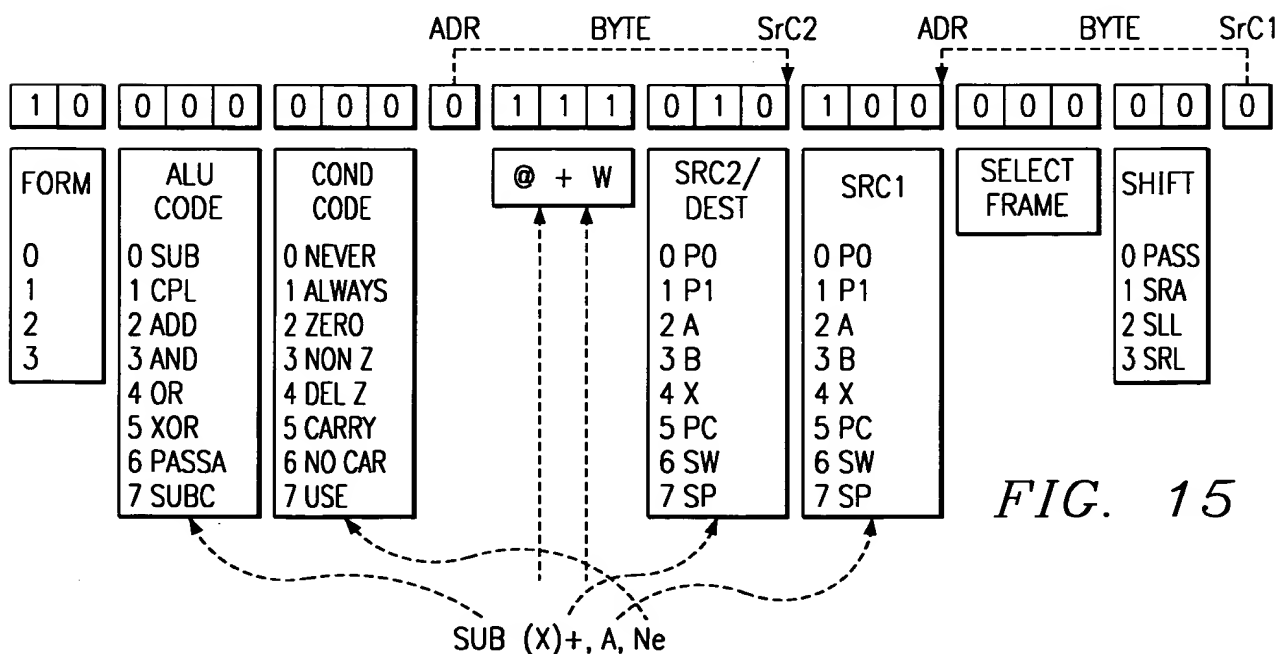 ADR BYTE SrC2 ADR BYTE SrC1
1 0 0 0 0 0 0 0 0 1 1 1 0 1 0 1 0 0 0 0 0 0 0 0
FORM
0
1
2
3
ALU
CODE
0 SUB
1 CPL
2 ADD
3 AND
4 OR
5 XOR
6 PASSA
7 SUBC
COND
CODE
0 NEVER
1 ALWAYS
2 ZERO
3 NON Z
4 DEL Z
5 CARRY
6 NO CAR
7 USE
@ + W
SRC2/
DEST
0 P0
1 P1
2 A
3 B
4 X
5 PC
6 SW
7 SP
SRC1
0 P0
1 P1
2 A
3 B
4 X
5 PC
6 SW
7 SP
SELECT
FRAME
SHIFT
0 PASS
1 SRA
2 SLL
3 SRL
FIG. 15
SUB (X)+, A, Ne